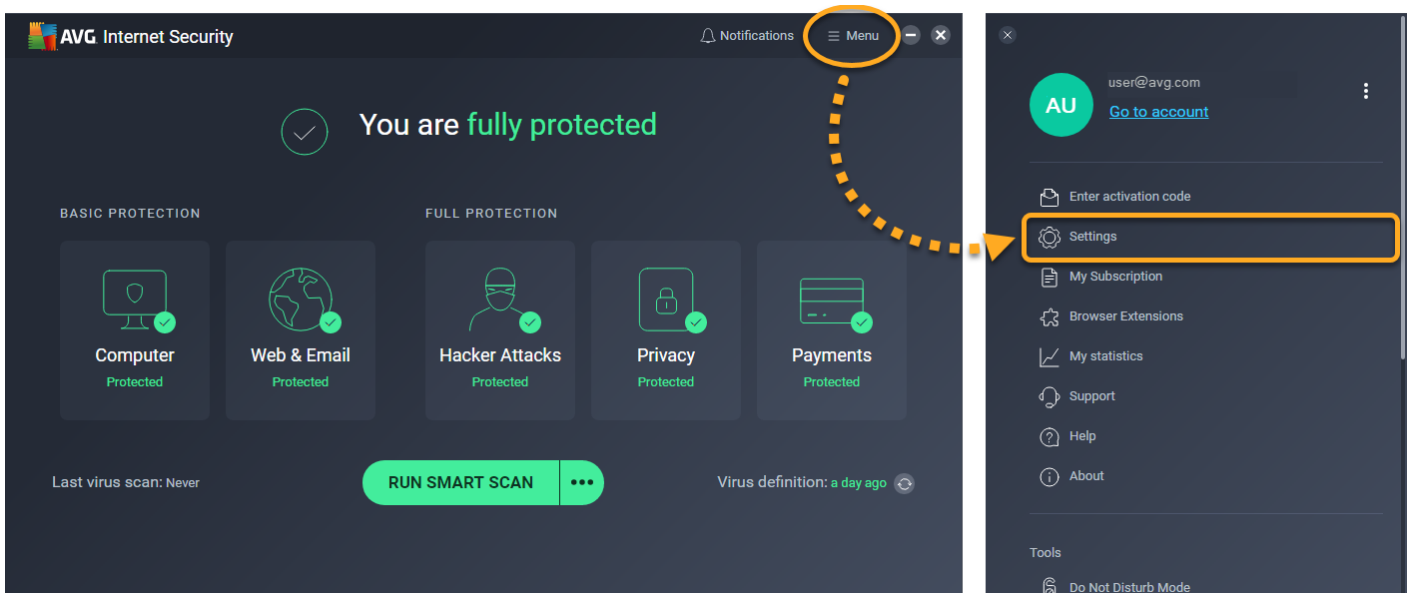 AVG Internet Security
Notifications
Menu
You are fully protected
BASIC PROTECTION
FULL PROTECTION
Computer
Protected
Web & Email
Protected
Hacker Attacks
Protected
Privacy
Protected
Payments
Protected
Last virus scan: Never
RUN SMART SCAN
Virus definition: a day ago
AU
user@avg.com
Go to account
Enter activation code
Settings
My Subscription
Browser Extensions
My statistics
Support
Help
About
Tools
Do Not Disturb Mode